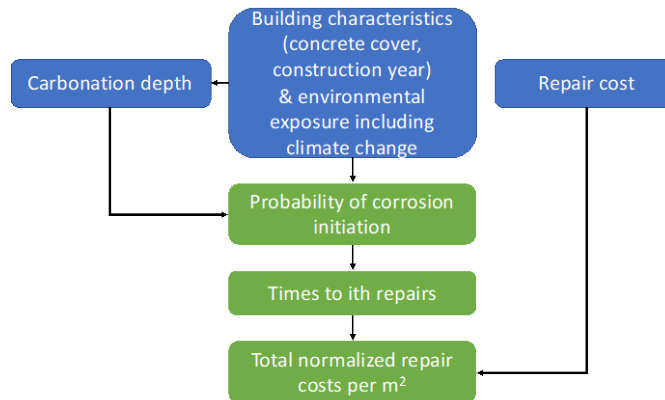 Building characteristics
(concrete cover,
construction year)
& environmental
exposure including
climate change
Carbonation depth
Repair cost
Probability of corrosion
initiation
Times to ith repairs
Total normalized repair
costs per m²